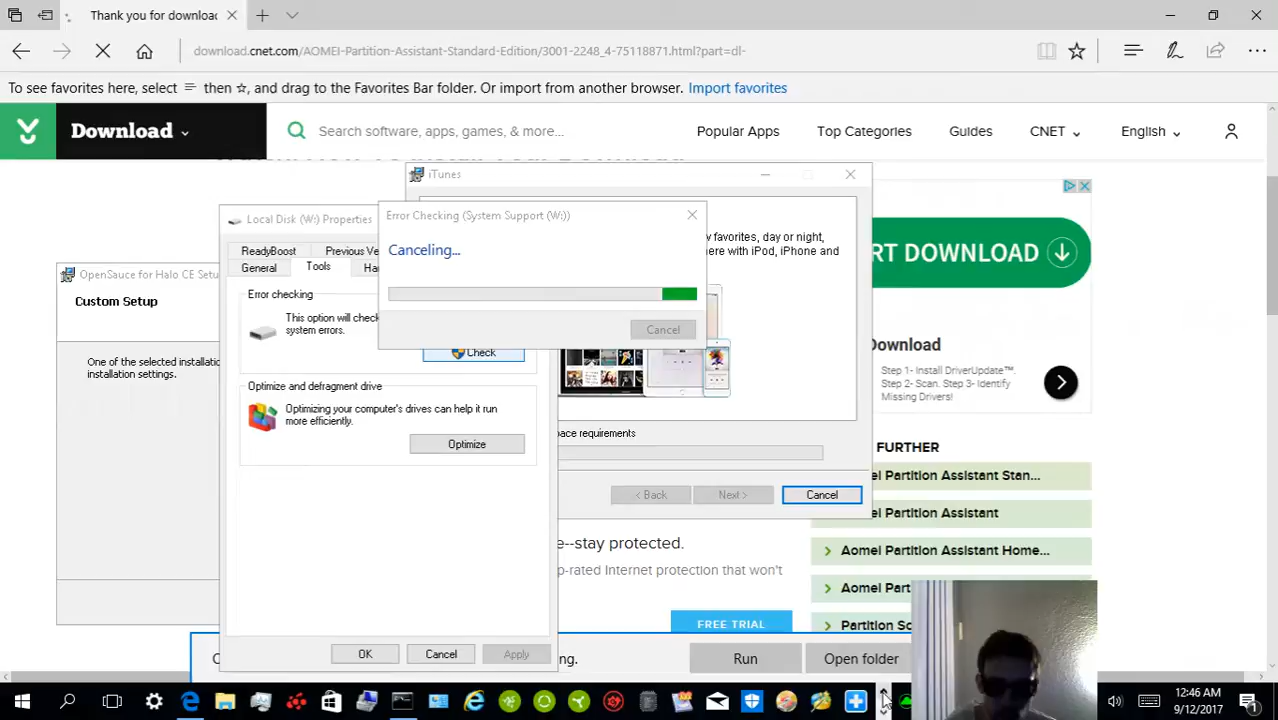 Thank you for download
download.cnet.com/AOMEI-Partition-Assistant-Standard-Edition/3001-2248_4-75118871.html?part=dl-
To see favorites here, select then ☆, and drag to the Favorites Bar folder. Or import from another browser. Import favorites
Download
Search software, apps, games, & more...
Popular Apps
Top Categories
Guides
CNET
English
iTunes
Local Disk (W:) Properties
Error Checking (System Support (W:))
Canceling...
Cancel
ReadyBoost
Previous Ve
General
Tools
Ha
Error checking
This option will check
system errors.
Check
Optimize and defragment drive
Optimizing your computer's drives can help it run
more efficiently.
Optimize
OK
Cancel
Apply
OpenSauce for Halo CE Setu
Custom Setup
One of the selected installatio
installation settings.
y favorites, day or night,
here with iPod, iPhone and
ace requirements
< Back
Next >
Cancel
RT DOWNLOAD
Download
Step 1- Install DriverUpdate™.
Step 2- Scan. Step 3- Identify
Missing Drivers!
FURTHER
el Partition Assistant Stan...
el Partition Assistant
Aomei Partition Assistant Home...
Aomei Part
Partition So
e--stay protected.
p-rated Internet protection that won't
FREE TRIAL
ng.
Run
Open folder
12:46 AM
9/12/2017